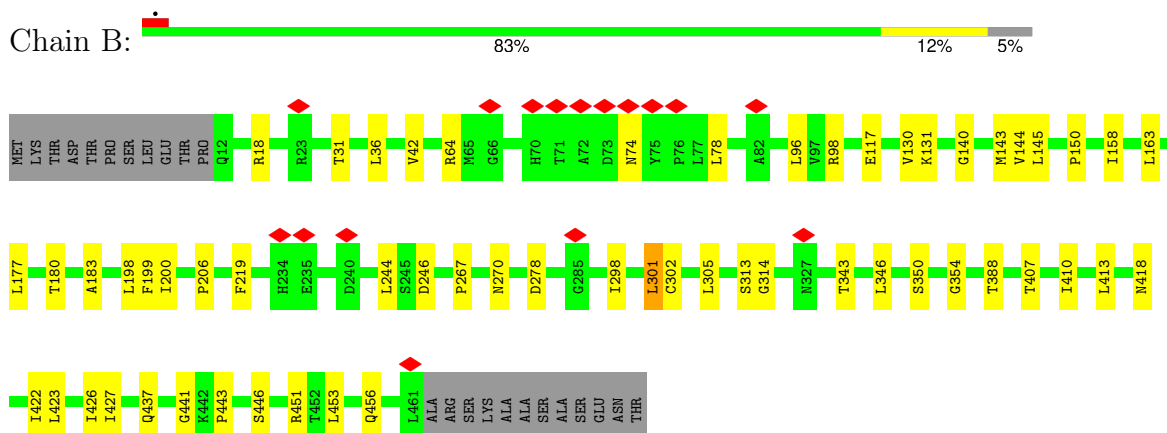 Chain B:
83% 12% 5%
MET LYS THR ASP THR PRO SER LEU GLU THR PRO Q12 R18 R23 T31 L36 V42 R64 M65 G66 H70 T71 A72 D73 N74 Y75 P76 L77 L78 A82 L96 V97 R98 E117 V130 K131 G140 M143 V144 L145 P150 I158 L163
L177 T180 A183 L198 F199 I200 P206 F219 H234 E235 D240 L244 S245 D246 P267 N270 D278 G285 I298 L301 C302 L305 S313 G314 N327 T343 L346 S350 G354 T388 T407 I410 L413 N418
I422 L423 I426 I427 Q437 G441 K442 P443 S446 R451 T452 L453 Q456 L461 ALA ARG SER LYS ALA ALA SER ALA SER GLU ASN THR